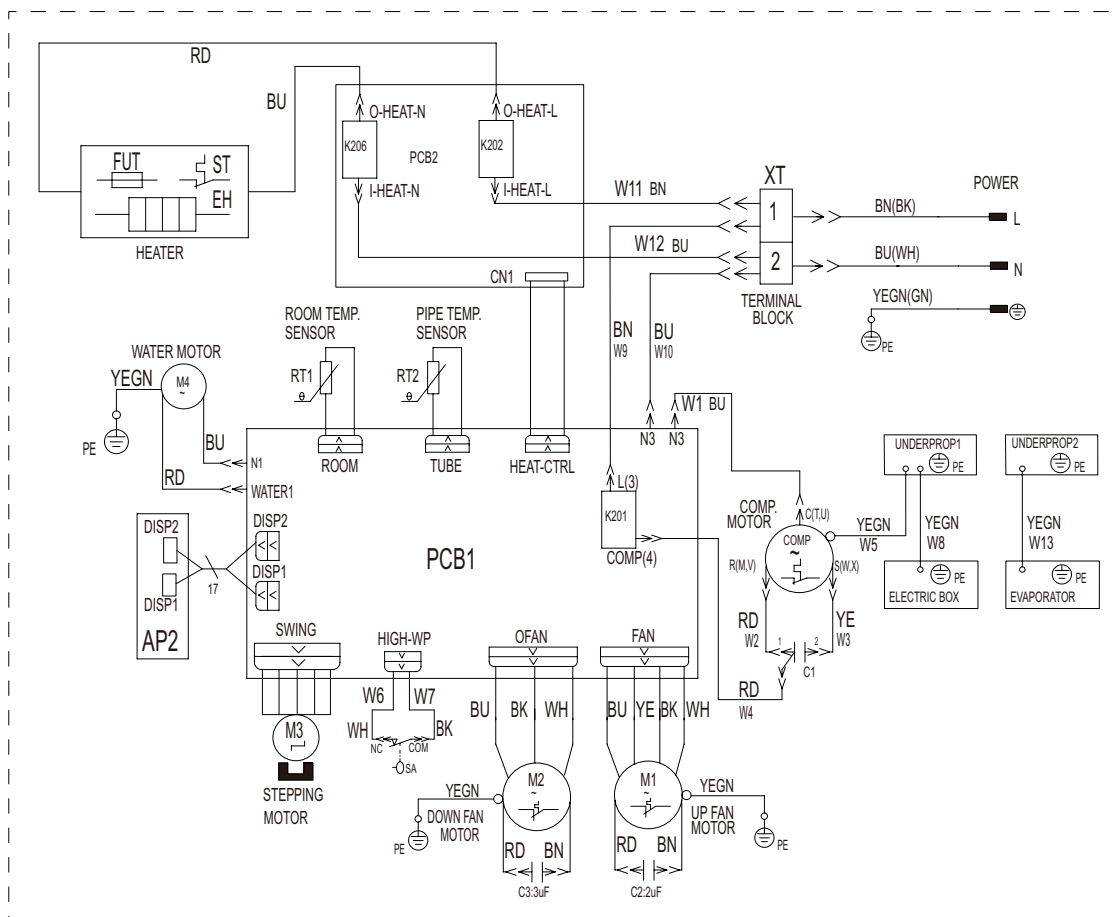 RD
BU
O-HEAT-N
O-HEAT-L
K206
K202
PCB2
I-HEAT-N
I-HEAT-L
FUT
ST
EH
HEATER
W11 BN
W12 BU
XT
1
2
TERMINAL
BLOCK
POWER
BN(BK)
L
BU(WH)
N
YEGN(GN)
PE
CN1
ROOM TEMP.
SENSOR
PIPE TEMP.
SENSOR
RT1
θ
RT2
θ
BN
W9
BU
W10
WATER MOTOR
YEGN
M4
~
PE
BU
RD
N1
WATER1
ROOM
TUBE
HEAT-CTRL
N3
N3
W1 BU
L(3)
K201
COMP(4)
PCB1
COMP.
MOTOR
C(T,U)
COMP
~
R(M,V)
S(W,X)
YEGN
W5
UNDERPROP1
PE
YEGN
W8
PE
ELECTRIC BOX
UNDERPROP2
PE
YEGN
W13
PE
EVAPORATOR
RD
W2
YE
W3
1
2
C1
RD
W4
DISP2
DISP1
AP2
17
DISP2
DISP1
SWING
M3
STEPPING
MOTOR
HIGH-WP
W6
W7
WH
BK
NC
COM
SA
OFAN
BU
BK
WH
M2
~
YEGN
PE
DOWN FAN
MOTOR
RD
BN
C3:3uF
FAN
BU
YE
BK
WH
M1
~
YEGN
UP FAN
MOTOR
PE
RD
BN
C2:2uF